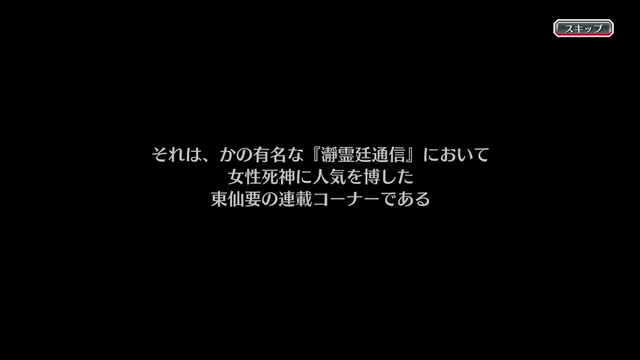 スキップ
それは、かの有名な『瀞霊廷通信』において
女性死神に人気を博した
東仙要の連載コーナーである